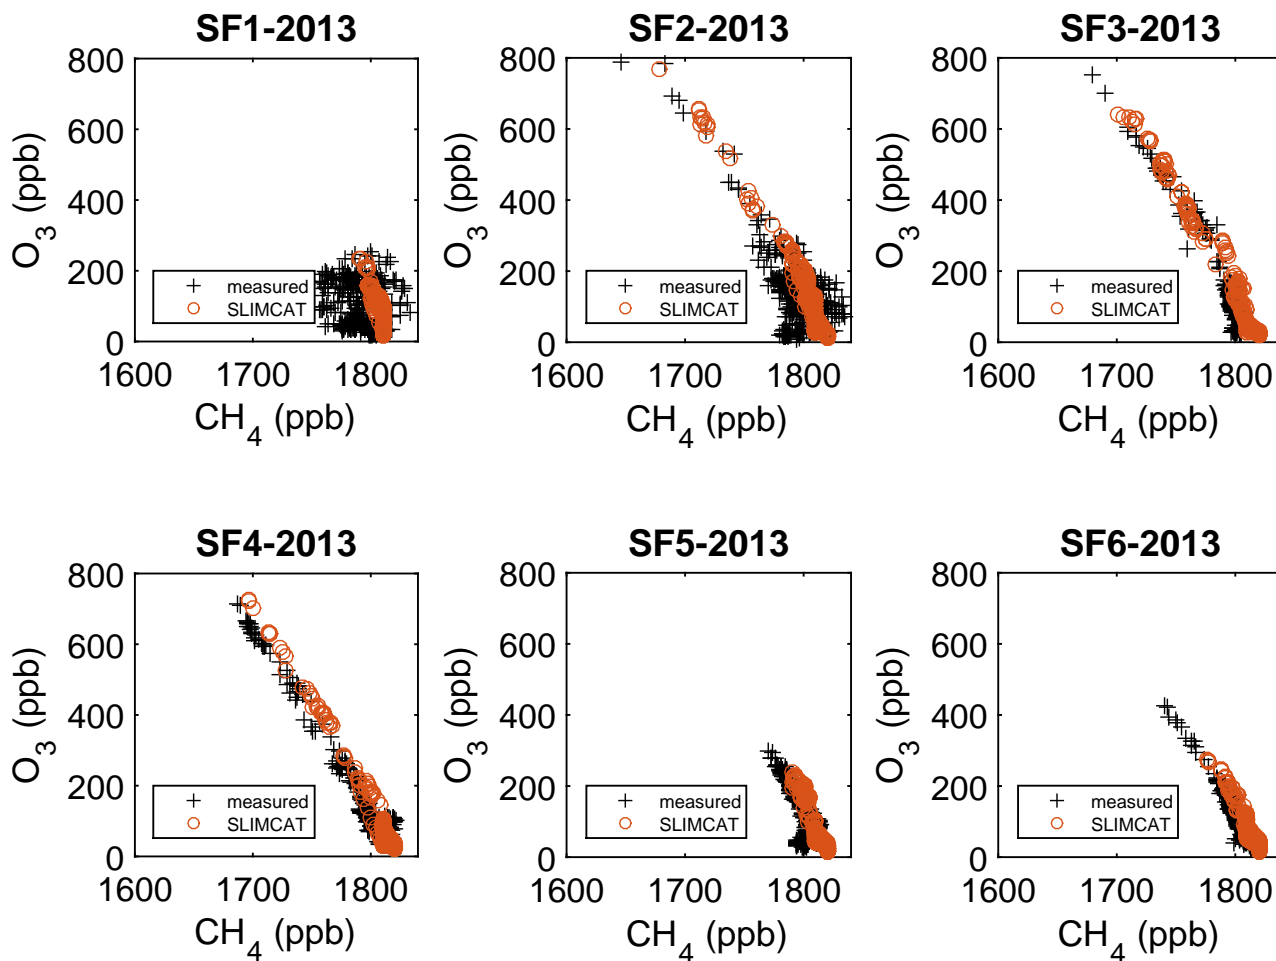 SF1-2013
SF2-2013
SF3-2013
800
600
400
200
0
O3 (ppb)
measured
SLIMCAT
1600
1700
1800
CH4 (ppb)
800
600
400
200
0
O3 (ppb)
measured
SLIMCAT
1600
1700
1800
CH4 (ppb)
800
600
400
200
0
O3 (ppb)
measured
SLIMCAT
1600
1700
1800
CH4 (ppb)
SF4-2013
SF5-2013
SF6-2013
800
600
400
200
0
O3 (ppb)
measured
SLIMCAT
1600
1700
1800
CH4 (ppb)
800
600
400
200
0
O3 (ppb)
measured
SLIMCAT
1600
1700
1800
CH4 (ppb)
800
600
400
200
0
O3 (ppb)
measured
SLIMCAT
1600
1700
1800
CH4 (ppb)